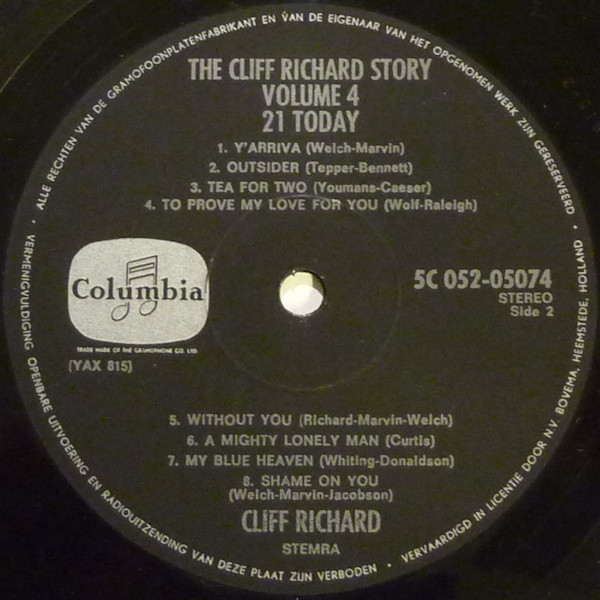 ALLE RECHTEN VAN DE GRAMOFOONPLATENFABRIKANT EN VAN DE EIGENAAR VAN HET OPGENOMEN WERK ZIJN GERESERVEERD •
THE CLIFF RICHARD STORY
VOLUME 4
21 TODAY
1. Y'ARRIVA (Welch-Marvin)
2. OUTSIDER (Tepper-Bennett)
3. TEA FOR TWO (Youmans-Caeser)
4. TO PROVE MY LOVE FOR YOU (Wolf-Raleigh)
Columbia
TRADE MARK OF THE GRAMOPHONE CO. LTD.
(YAX 815)
5C 052-05074
STEREO
Side 2
5. WITHOUT YOU (Richard-Marvin-Welch)
6. A MIGHTY LONELY MAN (Curtis)
7. MY BLUE HEAVEN (Whiting-Donaldson)
8. SHAME ON YOU
(Welch-Marvin-Jacobson)
CLIFF RICHARD
STEMRA
• VERMENIGVULDIGING OPENBARE UITVOERING EN RADIOUITZENDING VAN DEZE PLAAT ZIJN VERBODEN •
VERVAARDIGD IN LICENTIE DOOR N.V. BOVEMA, HEEMSTEDE, HOLLAND